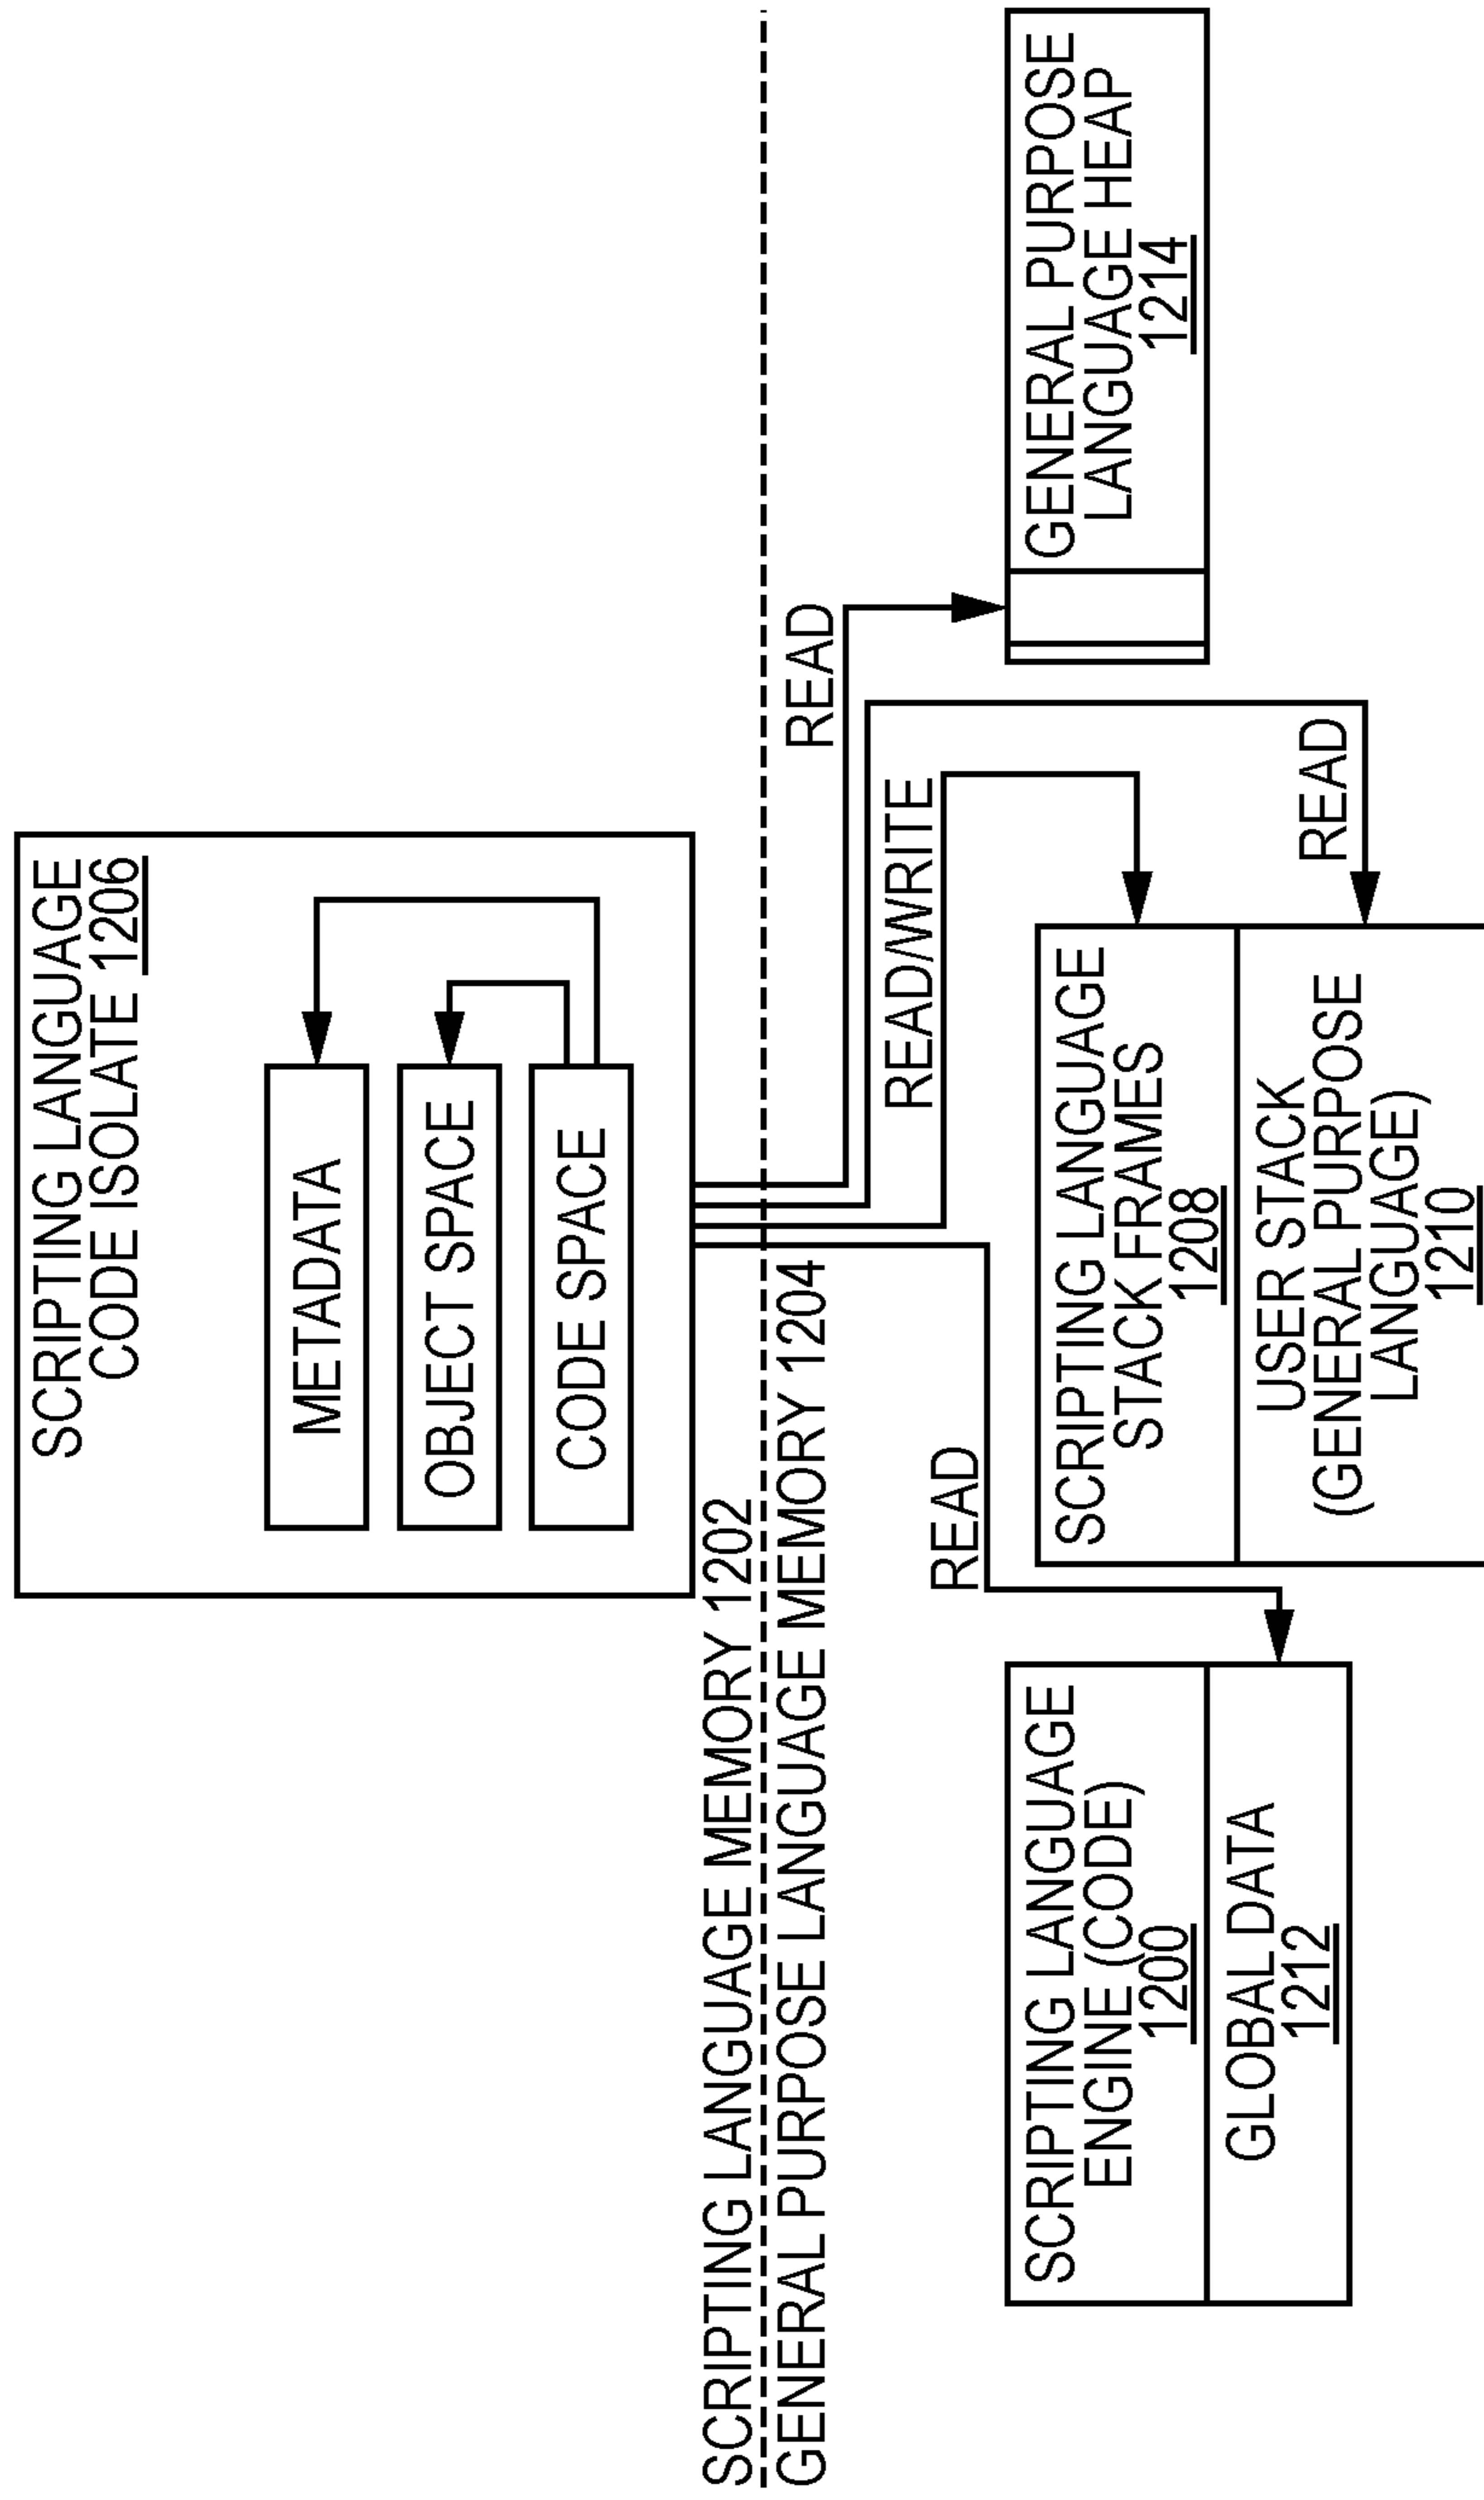 SCRIPTING LANGUAGE
CODE ISOLATE 1206
METADATA
OBJECT SPACE
CODE SPACE
SCRIPTING LANGUAGE MEMORY 1202
GENERAL PURPOSE LANGUAGE MEMORY 1204
READ
READ/WRITE
READ
READ
SCRIPTING LANGUAGE
ENGINE (CODE)
1200
GLOBAL DATA
1212
SCRIPTING LANGUAGE
STACK FRAMES
1208
USER STACK
(GENERAL PURPOSE
LANGUAGE)
1210
GENERAL PURPOSE
LANGUAGE HEAP
1214